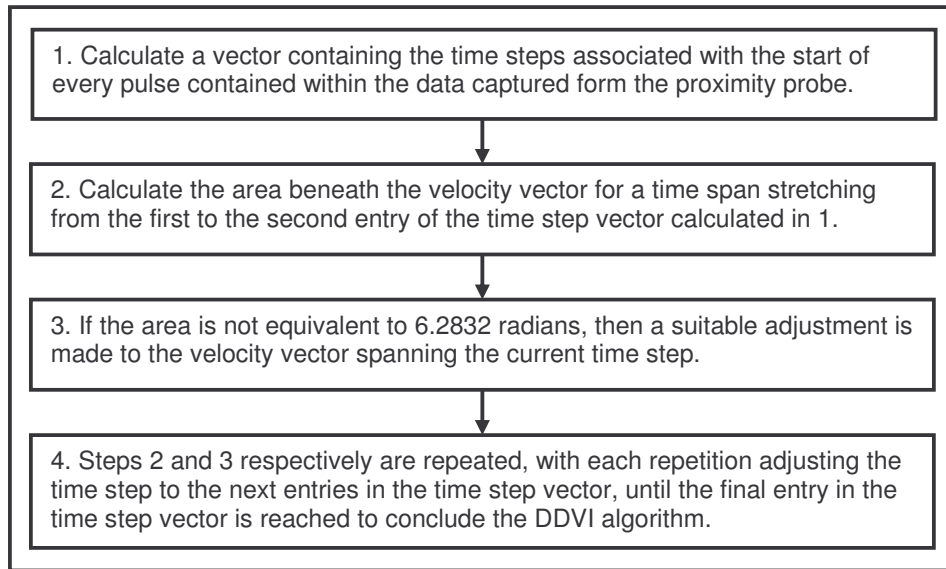 1. Calculate a vector containing the time steps associated with the start of
every pulse contained within the data captured form the proximity probe.
2. Calculate the area beneath the velocity vector for a time span stretching
from the first to the second entry of the time step vector calculated in 1.
3. If the area is not equivalent to 6.2832 radians, then a suitable adjustment is
made to the velocity vector spanning the current time step.
4. Steps 2 and 3 respectively are repeated, with each repetition adjusting the
time step to the next entries in the time step vector, until the final entry in the
time step vector is reached to conclude the DDVI algorithm.